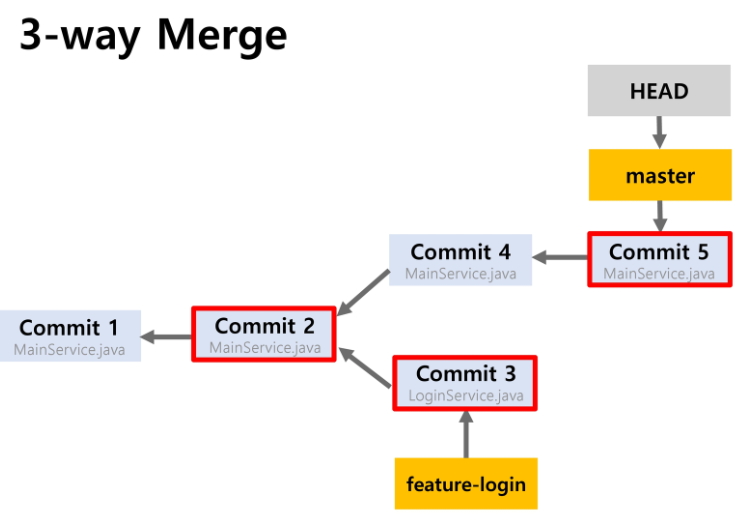 3-way Merge
HEAD
master
Commit 4
MainService.java
Commit 5
MainService.java
Commit 1
MainService.java
Commit 2
MainService.java
Commit 3
LoginService.java
feature-login